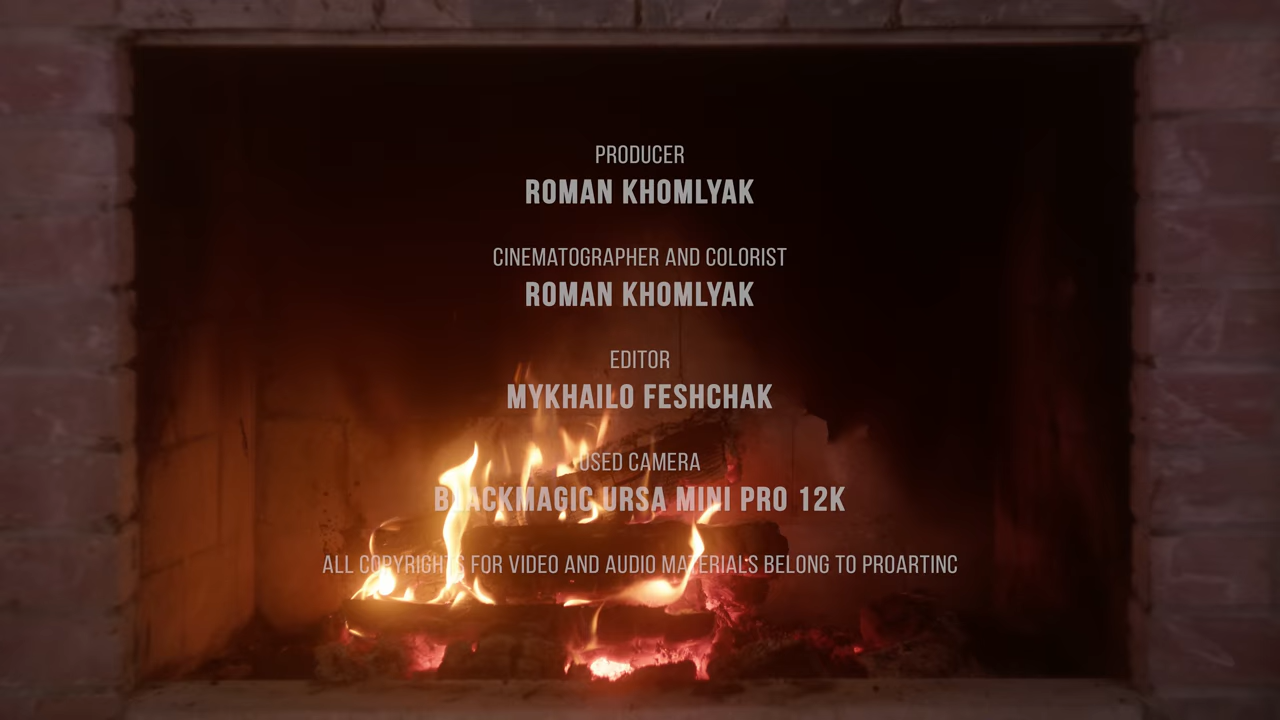 PRODUCER
ROMAN KHOMLYAK
CINEMATOGRAPHER AND COLORIST
ROMAN KHOMLYAK
EDITOR
MYKHAILO FESHCHAK
USED CAMERA
BLACKMAGIC URSA MINI PRO 12K
ALL COPYRIGHTS FOR VIDEO AND AUDIO MATERIALS BELONG TO PROARTINC